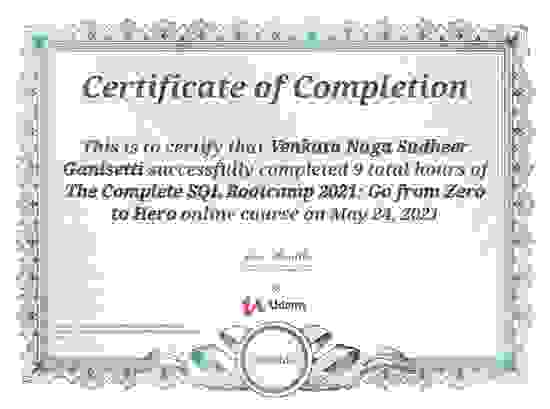 Certificate of Completion
This is to certify that Venkata Naga Sudheer
Ganisetti successfully completed 9 total hours of
The Complete SQL Bootcamp 2021: Go from Zero
to Hero online course on May 24, 2021
Udemy